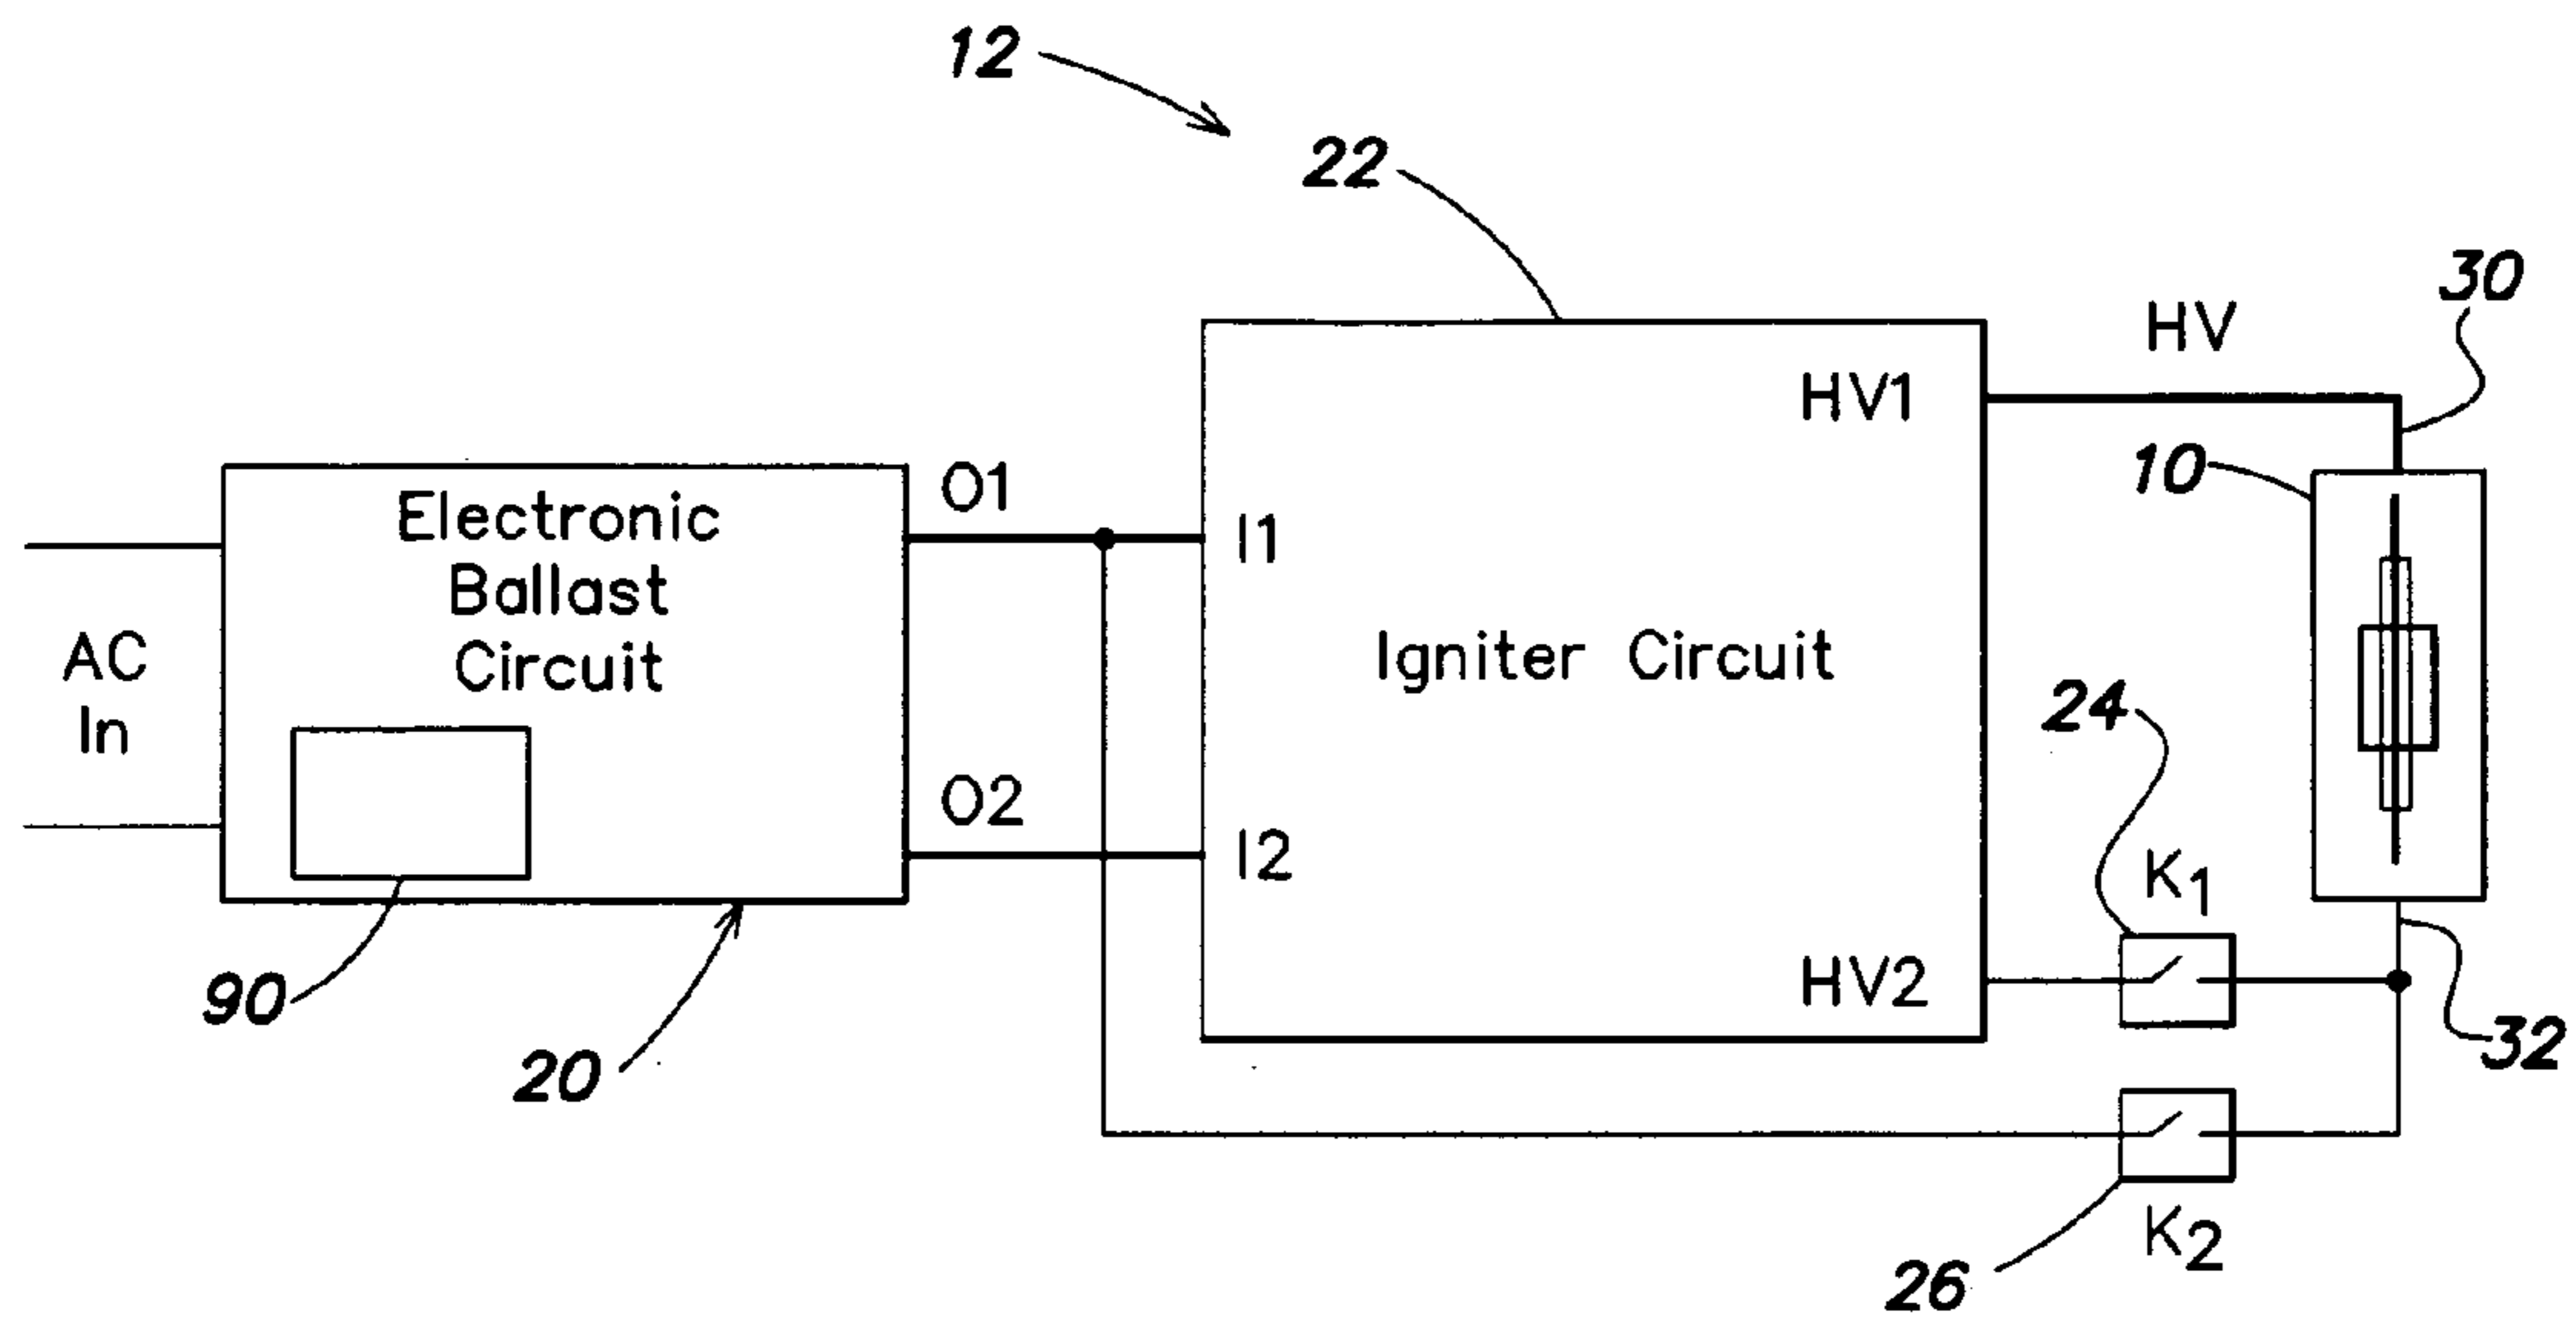 12
22
30
HV
HV1
10
Electronic
Ballast
Circuit
O1
I1
AC
In
Igniter Circuit
24
O2
I2
K1
HV2
90
20
32
K2
26